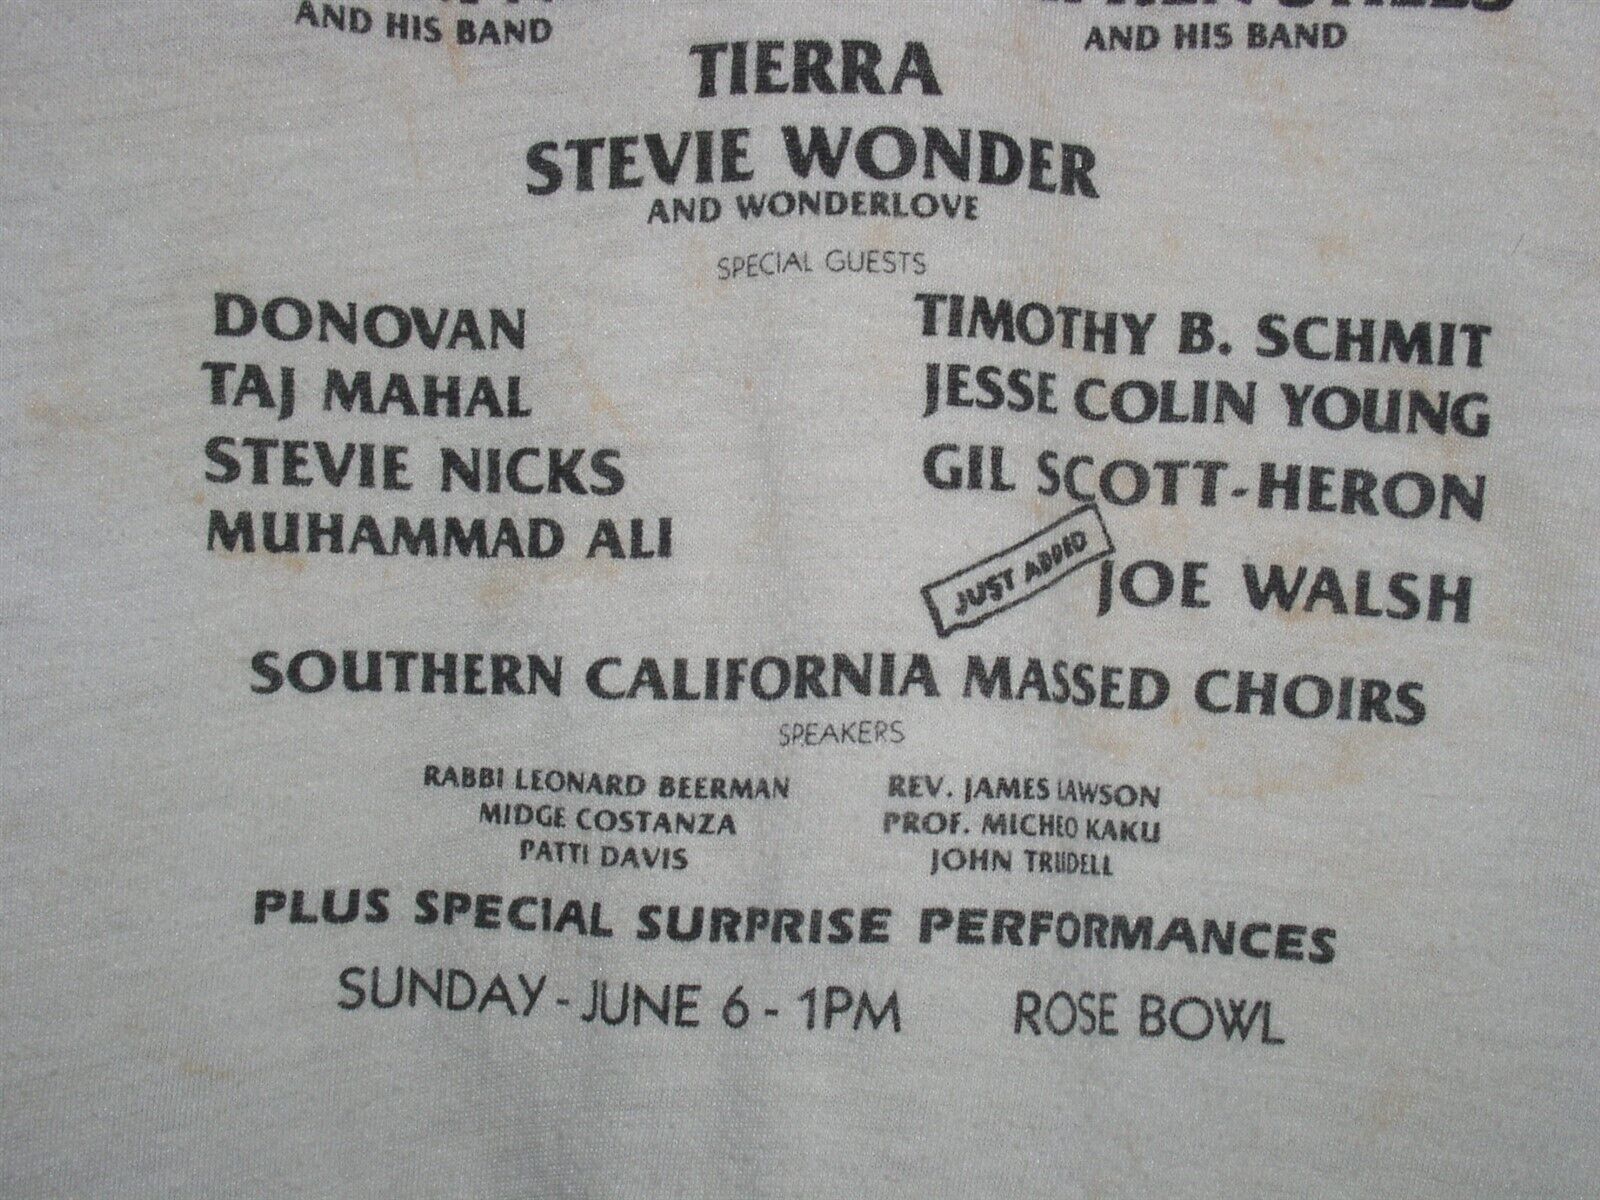 AND HIS BAND
AND HIS BAND
TIERRA
STEVIE WONDER
AND WONDERLOVE
SPECIAL GUESTS
DONOVAN
TAJ MAHAL
STEVIE NICKS
MUHAMMAD ALI
TIMOTHY B. SCHMIT
JESSE COLIN YOUNG
GIL SCOTT-HERON
JUST ADDED
JOE WALSH
SOUTHERN CALIFORNIA MASSED CHOIRS
SPEAKERS
RABBI LEONARD BEERMAN
MIDGE COSTANZA
PATTI DAVIS
REV. JAMES LAWSON
PROF. MICHEO KAKU
JOHN TRUDELL
PLUS SPECIAL SURPRISE PERFORMANCES
SUNDAY - JUNE 6 - 1PM ROSE BOWL